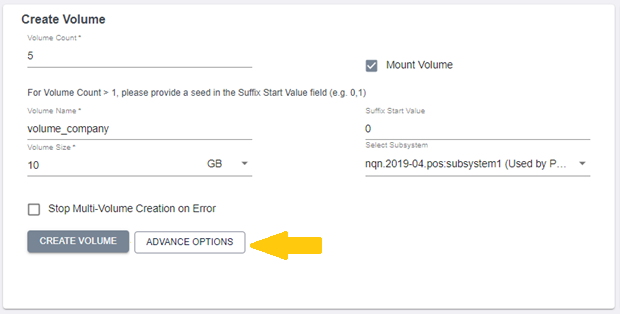 Create Volume
Volume Count *
5
Mount Volume
For Volume Count > 1, please provide a seed in the Suffix Start Value field (e.g. 0,1)
Volume Name *
Suffix Start Value
volume_company
0
Volume Size *
Select Subsystem
10
GB
nqn.2019-04.pos:subsystem1 (Used by P...
Stop Multi-Volume Creation on Error
CREATE VOLUME
ADVANCE OPTIONS